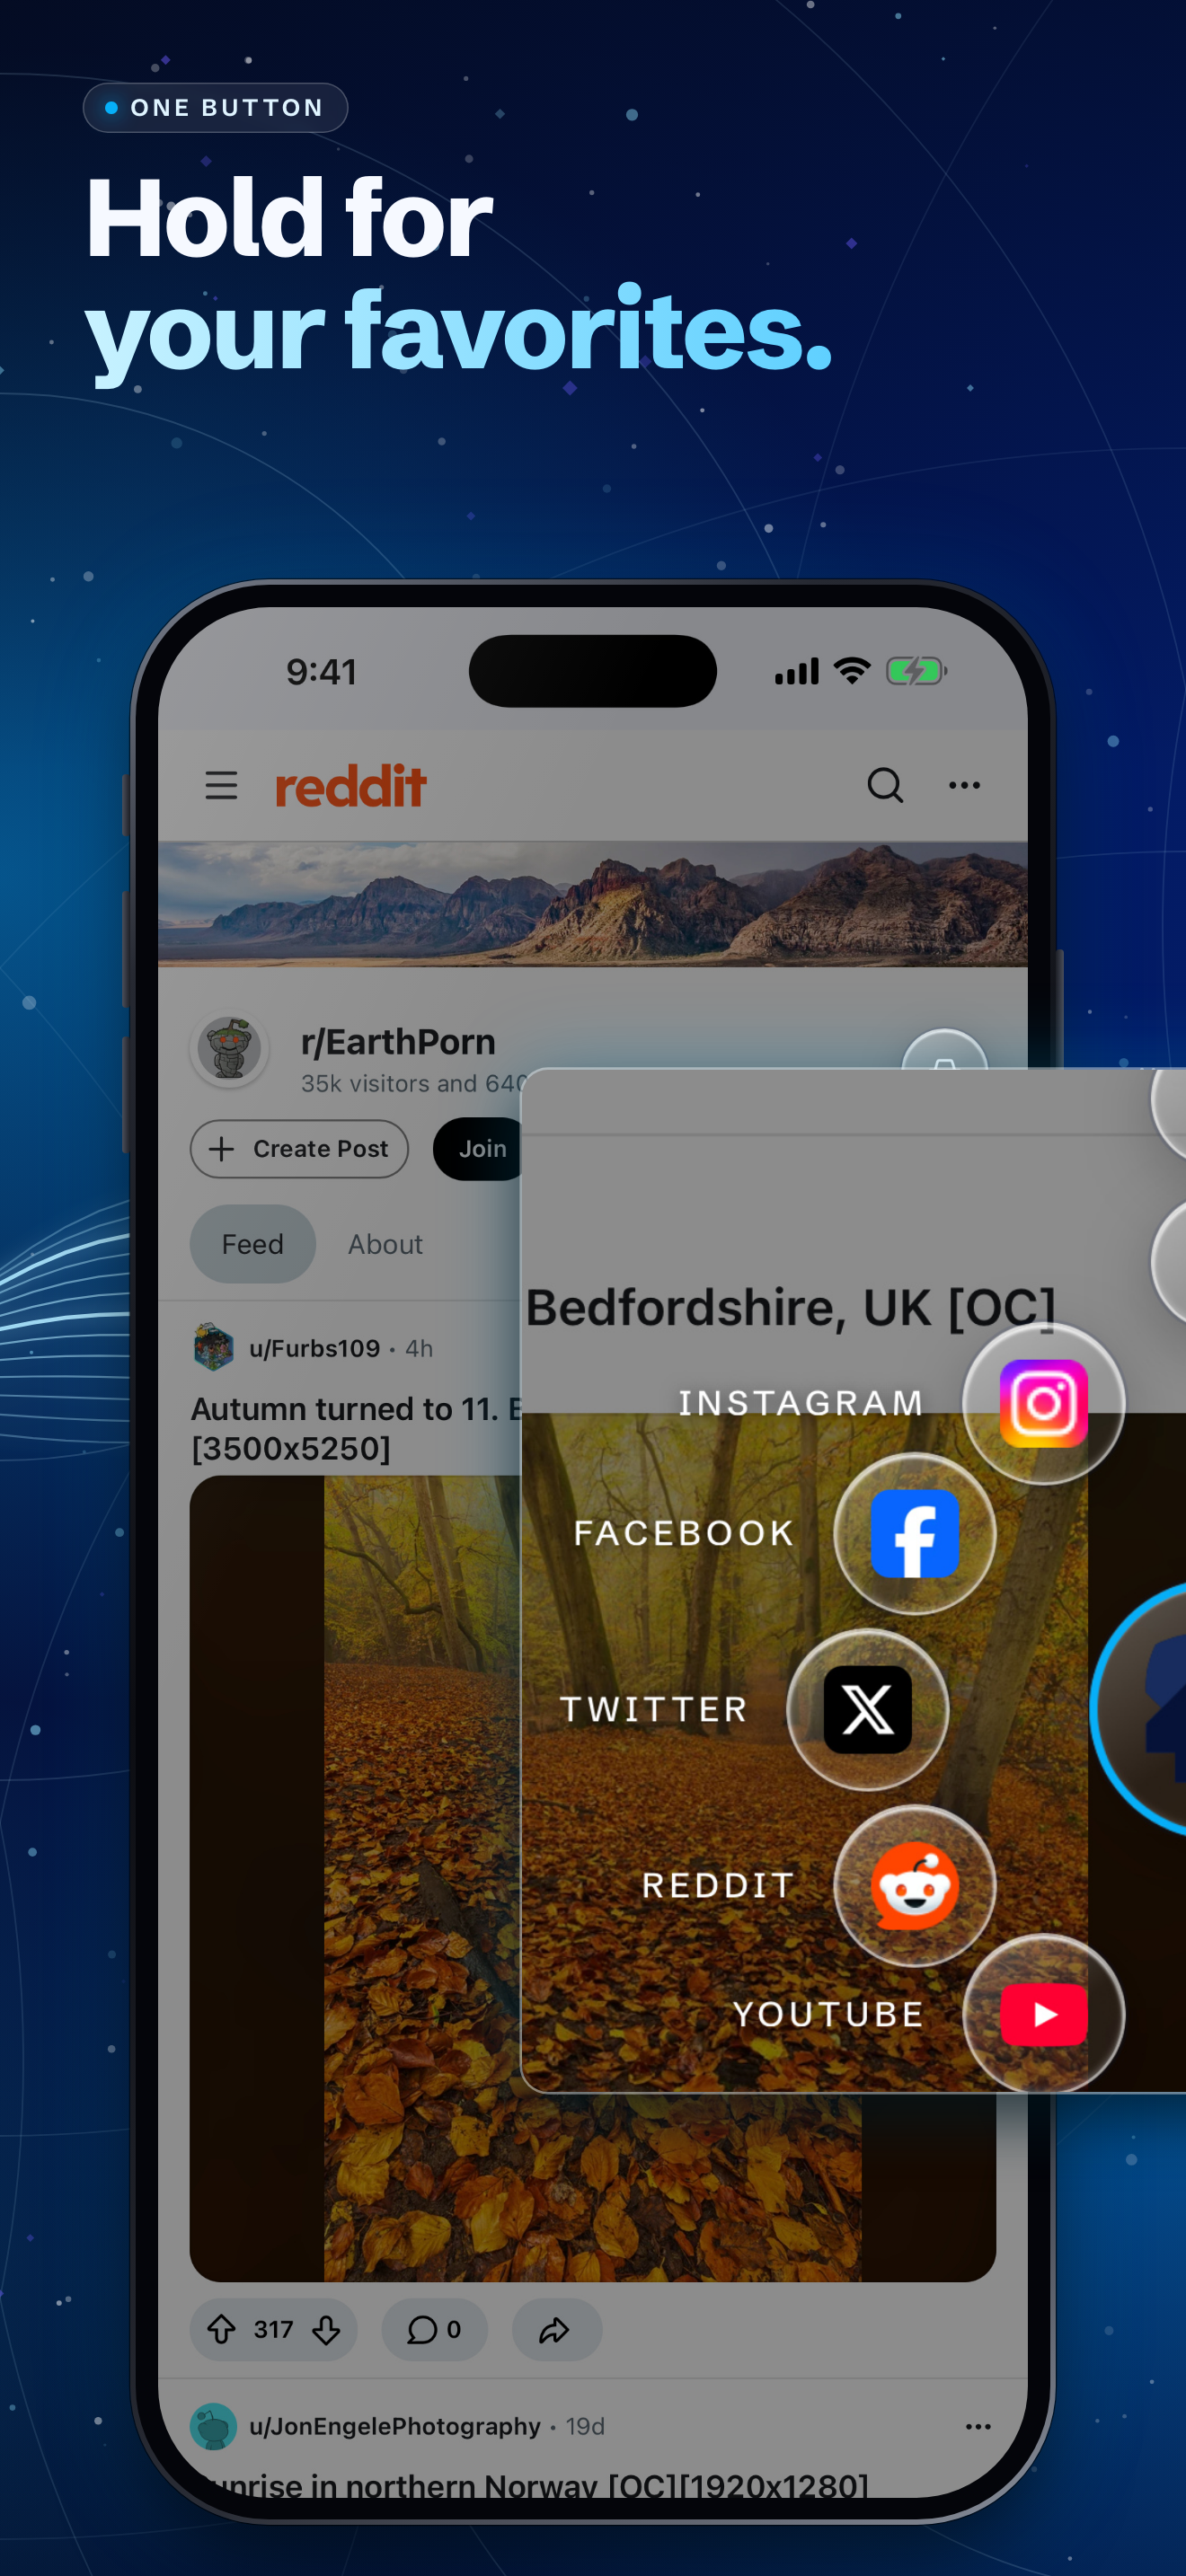 ONE BUTTON
Hold for
your favorites.
9:41
reddit
r/EarthPorn
35k visitors and 640
Create Post
Join
Feed
About
Bedfordshire, UK [OC]
u/Furbs109 • 4h
Autumn turned to 11.
[3500x5250]
INSTAGRAM
FACEBOOK
TWITTER
REDDIT
YOUTUBE
317
0
u/JonEngelePhotography • 19d
Sunrise in northern Norway [OC][1920x1280]